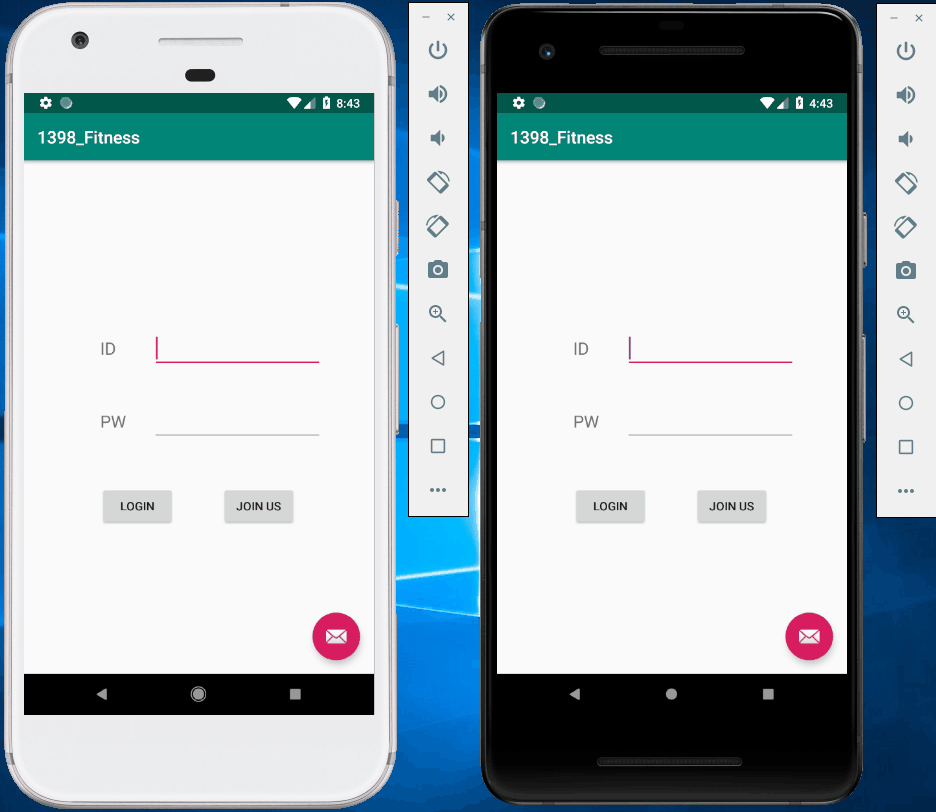 8:43
1398_Fitness
ID
PW
LOGIN JOIN US
4:43
1398_Fitness
ID
PW
LOGIN JOIN US